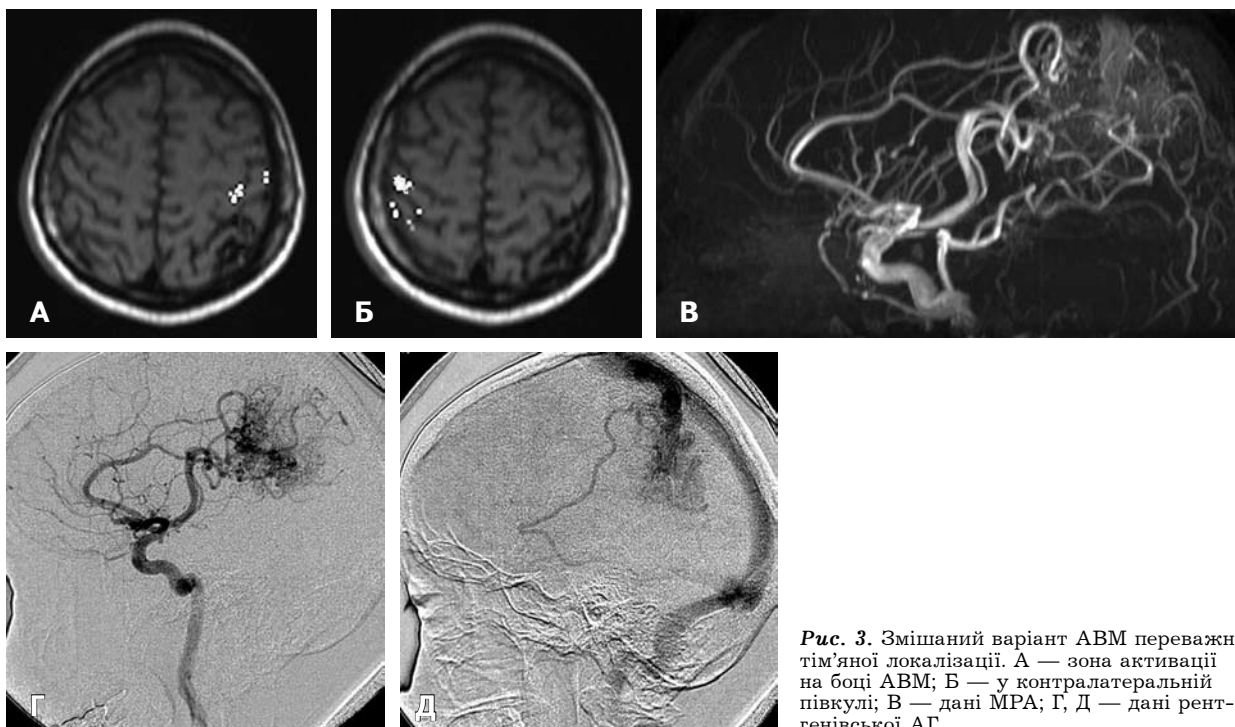 А
Б
В
Г
Д
Рис. 3. Змішаний варіант АВМ переважн
тім’яної локалізації. А — зона активації
на боці АВМ; Б — у контралатеральній
півкулі; В — дані МРА; Г, Д — дані рент-
генівської АГ